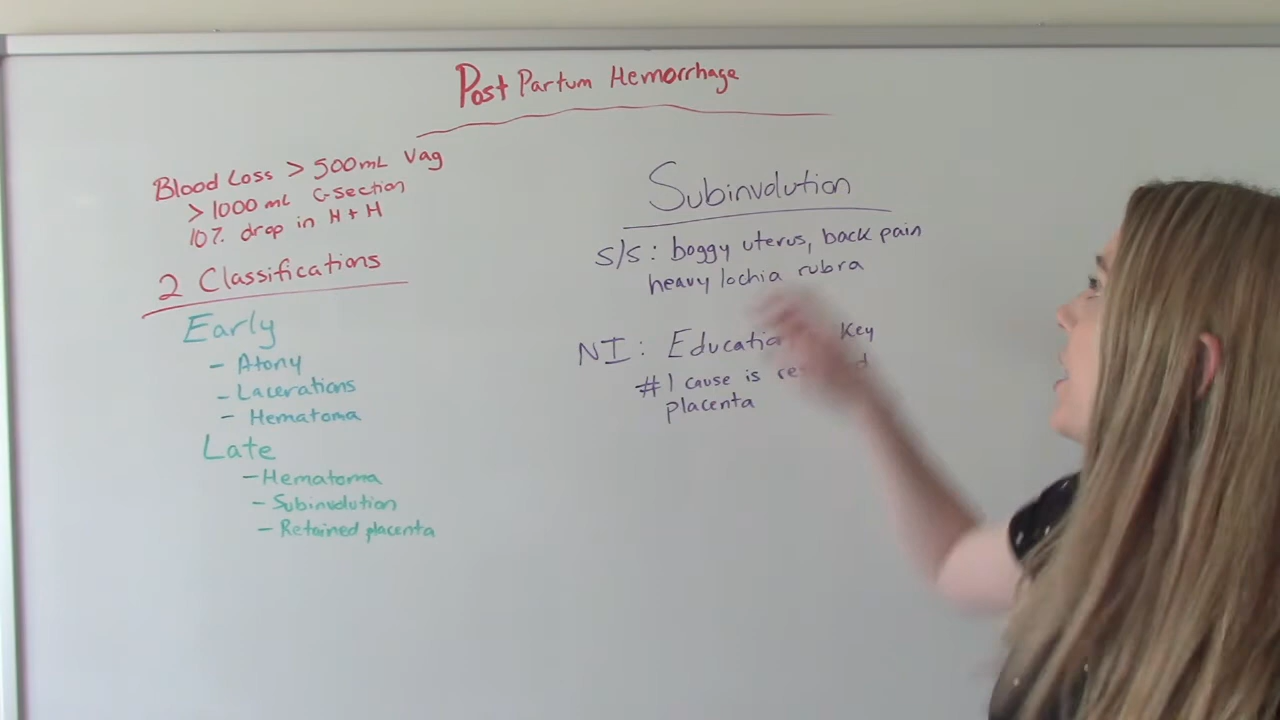 Post Partum Hemorrhage
Blood Loss > 500mL Vag
> 1000 mL C-section
10% drop in H + H
2 Classifications
Early
- Atony
- Lacerations
- Hematoma
Late
- Hematoma
- Subinvolution
- Retained placenta
Subinvolution
S/S: boggy uterus, back pain
heavy lochia rubra
NI: Key
#1 cause is
placenta